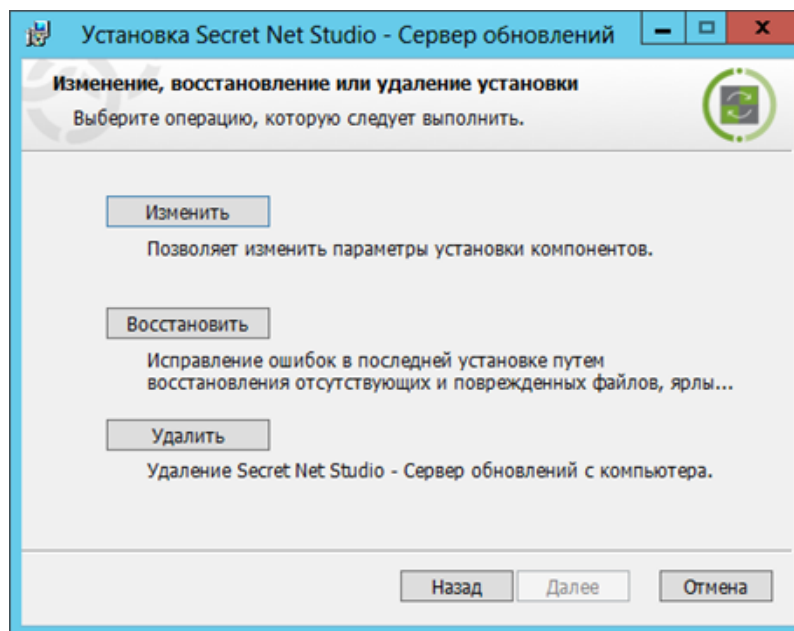 Установка Secret Net Studio - Сервер обновлений
Изменение, восстановление или удаление установки
Выберите операцию, которую следует выполнить.
Изменить
Позволяет изменить параметры установки компонентов.
Восстановить
Исправление ошибок в последней установке путем
восстановления отсутствующих и поврежденных файлов, ярлы...
Удалить
Удаление Secret Net Studio - Сервер обновлений с компьютера.
Назад Далее Отмена